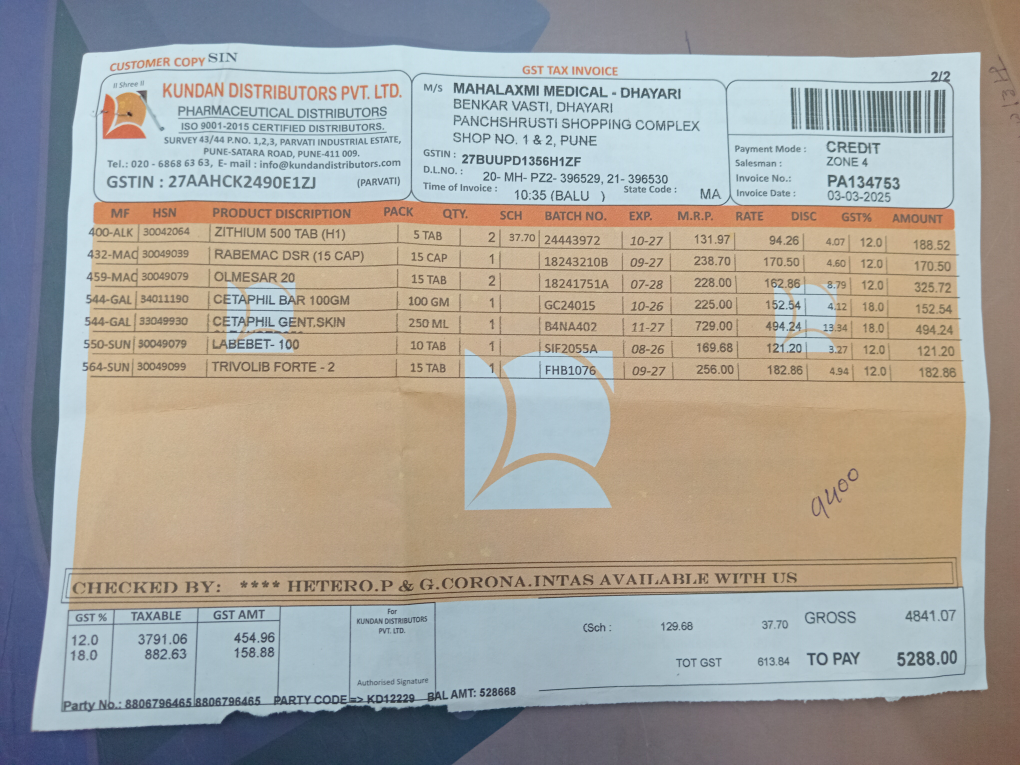 CUSTOMER COPY SIN
GST TAX INVOICE
2/2
II Shree II
KUNDAN DISTRIBUTORS PVT. LTD.
PHARMACEUTICAL DISTRIBUTORS
ISO 9001-2015 CERTIFIED DISTRIBUTORS.
SURVEY 43/44 P.NO. 1,2,3, PARVATI INDUSTRIAL ESTATE,
PUNE-SATARA ROAD, PUNE-411 009.
Tel.: 020 - 6868 63 63, E- mail : info@kundandistributors.com
GSTIN : 27AAHCK2490E1ZJ (PARVATI)
M/S MAHALAXMI MEDICAL - DHAYARI
BENKAR VASTI, DHAYARI
PANCHSHRUSTI SHOPPING COMPLEX
SHOP NO. 1 & 2, PUNE
GSTIN : 27BUUPD1356H1ZF
D.L.NO. : 20- MH- PZ2- 396529, 21- 396530
Time of Invoice : 10:35 (BALU ) State Code : MA
Payment Mode : CREDIT
Salesman : ZONE 4
Invoice No.: PA134753
Invoice Date : 03-03-2025
MF HSN PRODUCT DISCRIPTION PACK QTY. SCH BATCH NO. EXP. M.R.P. RATE DISC GST% AMOUNT
400-ALK 30042064 ZITHIUM 500 TAB (H1) 5 TAB 2 37.70 24443972 10-27 131.97 94.26 4.07 12.0 188.52
432-MAC 30049039 RABEMAC DSR (15 CAP) 15 CAP 1 18243210B 09-27 238.70 170.50 4.60 12.0 170.50
459-MAC 30049079 OLMESAR 20 15 TAB 2 18241751A 07-28 228.00 162.86 8.79 12.0 325.72
544-GAL 34011190 CETAPHIL BAR 100GM 100 GM 1 GC24015 10-26 225.00 152.54 4.12 18.0 152.54
544-GAL 33049930 CETAPHIL GENT.SKIN 250 ML 1 B4NA402 11-27 729.00 494.24 13.34 18.0 494.24
550-SUN 30049079 LABEBET- 100 10 TAB 1 SIF2055A 08-26 169.68 121.20 3.27 12.0 121.20
564-SUN 30049099 TRIVOLIB FORTE - 2 15 TAB 1 FHB1076 09-27 256.00 182.86 4.94 12.0 182.86
9400
CHECKED BY: **** HETERO.P & G.CORONA.INTAS AVAILABLE WITH US
GST % TAXABLE GST AMT
12.0 3791.06 454.96
18.0 882.63 158.88
For
KUNDAN DISTRIBUTORS
PVT. LTD.
Authorised Signature
(Sch : 129.68 37.70 GROSS 4841.07
TOT GST 613.84 TO PAY 5288.00
Party No.: 8806796465 8806796465 PARTY CODE => KD12229 BAL AMT: 528668